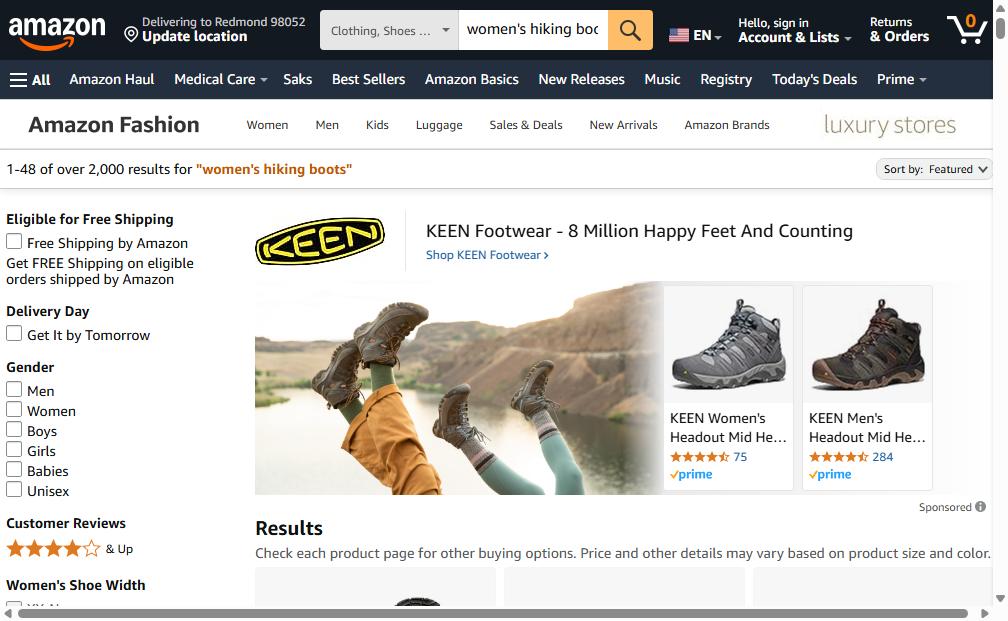 amazon
Delivering to Redmond 98052
Update location
Clothing, Shoes ...
women's hiking boo
EN
Hello, sign in
Account & Lists
Returns
& Orders
0
All
Amazon Haul
Medical Care
Saks
Best Sellers
Amazon Basics
New Releases
Music
Registry
Today's Deals
Prime
Amazon Fashion
Women
Men
Kids
Luggage
Sales & Deals
New Arrivals
Amazon Brands
luxury stores
1-48 of over 2,000 results for "women's hiking boots"
Sort by: Featured
Eligible for Free Shipping
Free Shipping by Amazon
Get FREE Shipping on eligible
orders shipped by Amazon
Delivery Day
Get It by Tomorrow
Gender
Men
Women
Boys
Girls
Babies
Unisex
Customer Reviews
& Up
Women's Shoe Width
KEEN
KEEN Footwear - 8 Million Happy Feet And Counting
Shop KEEN Footwear ›
KEEN Women's
Headout Mid He...
75
prime
KEEN Men's
Headout Mid He...
284
prime
Sponsored
Results
Check each product page for other buying options. Price and other details may vary based on product size and color.